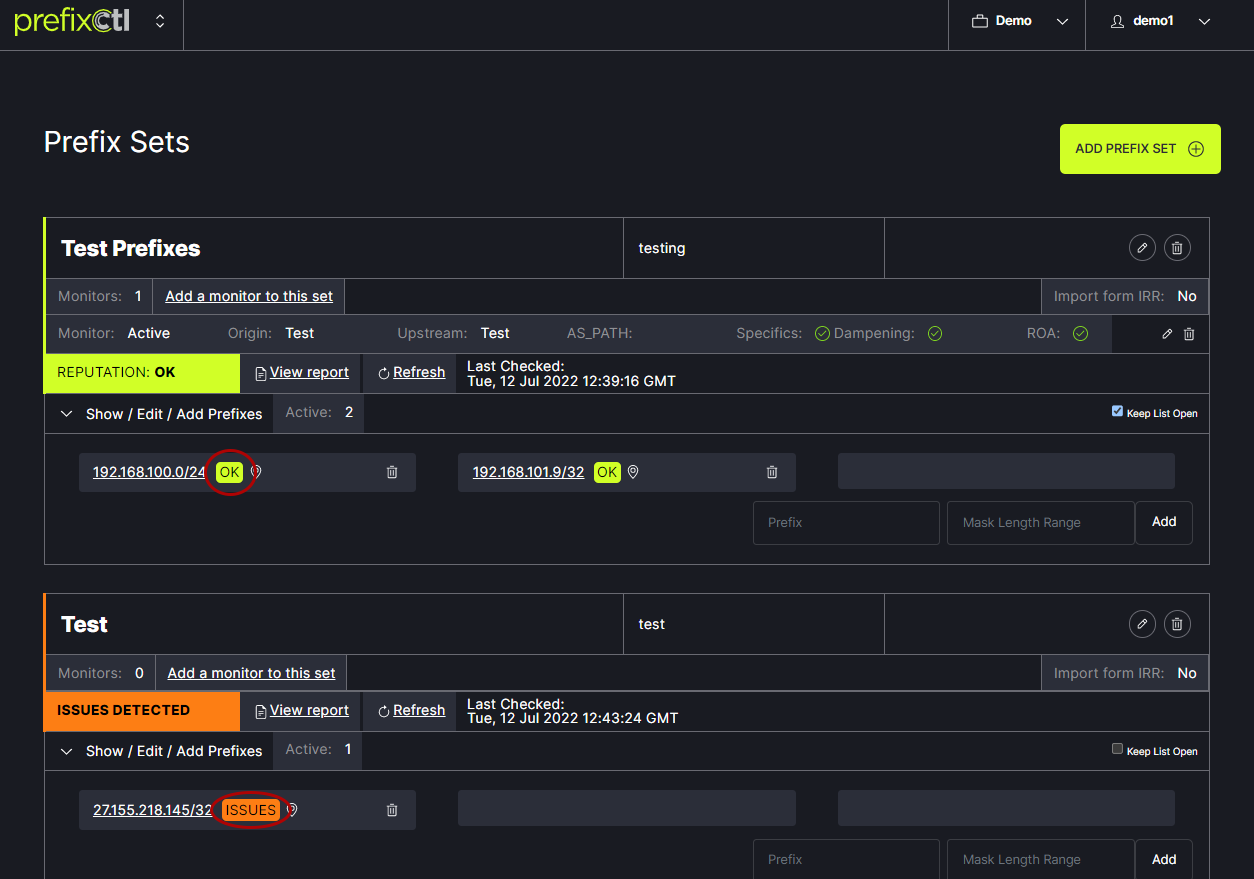 prefixctl
Demo
demo1
Prefix Sets
ADD PREFIX SET
Test Prefixes
testing
Monitors: 1
Add a monitor to this set
Import form IRR: No
Monitor: Active
Origin: Test
Upstream: Test
AS_PATH:
Specifics:
Dampening:
ROA:
REPUTATION: OK
View report
Refresh
Last Checked:
Tue, 12 Jul 2022 12:39:16 GMT
Show / Edit / Add Prefixes
Active: 2
Keep List Open
192.168.100.0/24 OK
192.168.101.9/32 OK
Prefix
Mask Length Range
Add
Test
test
Monitors: 0
Add a monitor to this set
Import form IRR: No
ISSUES DETECTED
View report
Refresh
Last Checked:
Tue, 12 Jul 2022 12:43:24 GMT
Show / Edit / Add Prefixes
Active: 1
Keep List Open
27.155.218.145/32 ISSUES
Prefix
Mask Length Range
Add